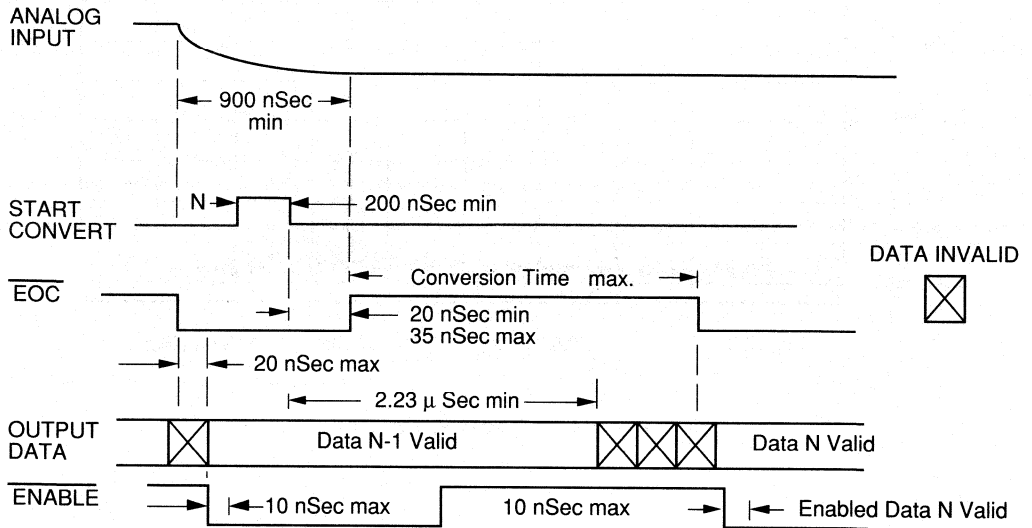 ANALOG
INPUT
900 nSec
min
START
CONVERT
N
200 nSec min
DATA INVALID
EOC
Conversion Time max.
20 nSec min
35 nSec max
20 nSec max
2.23 μ Sec min
OUTPUT
DATA
Data N-1 Valid
Data N Valid
ENABLE
10 nSec max
10 nSec max
Enabled Data N Valid